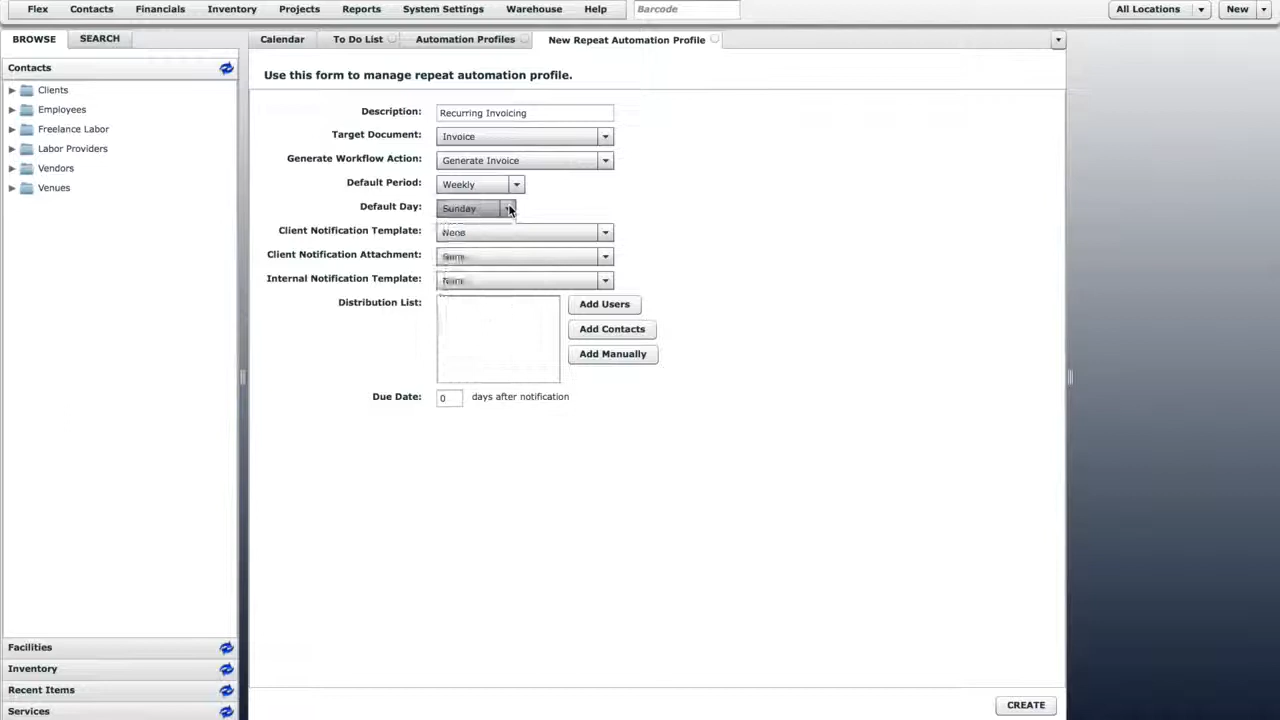 Flex Contacts Financials Inventory Projects Reports System Settings Warehouse Help Barcode All Locations New
BROWSE SEARCH Calendar To Do List Automation Profiles New Repeat Automation Profile
Contacts
Clients
Employees
Freelance Labor
Labor Providers
Vendors
Venues
Facilities
Inventory
Recent Items
Services
Use this form to manage repeat automation profile.
Description: Recurring Invoicing
Target Document: Invoice
Generate Workflow Action: Generate Invoice
Default Period: Weekly
Default Day: Sunday
Client Notification Template: None
Client Notification Attachment:
Internal Notification Template:
Distribution List: Add Users
Add Contacts
Add Manually
Due Date: 0 days after notification
CREATE